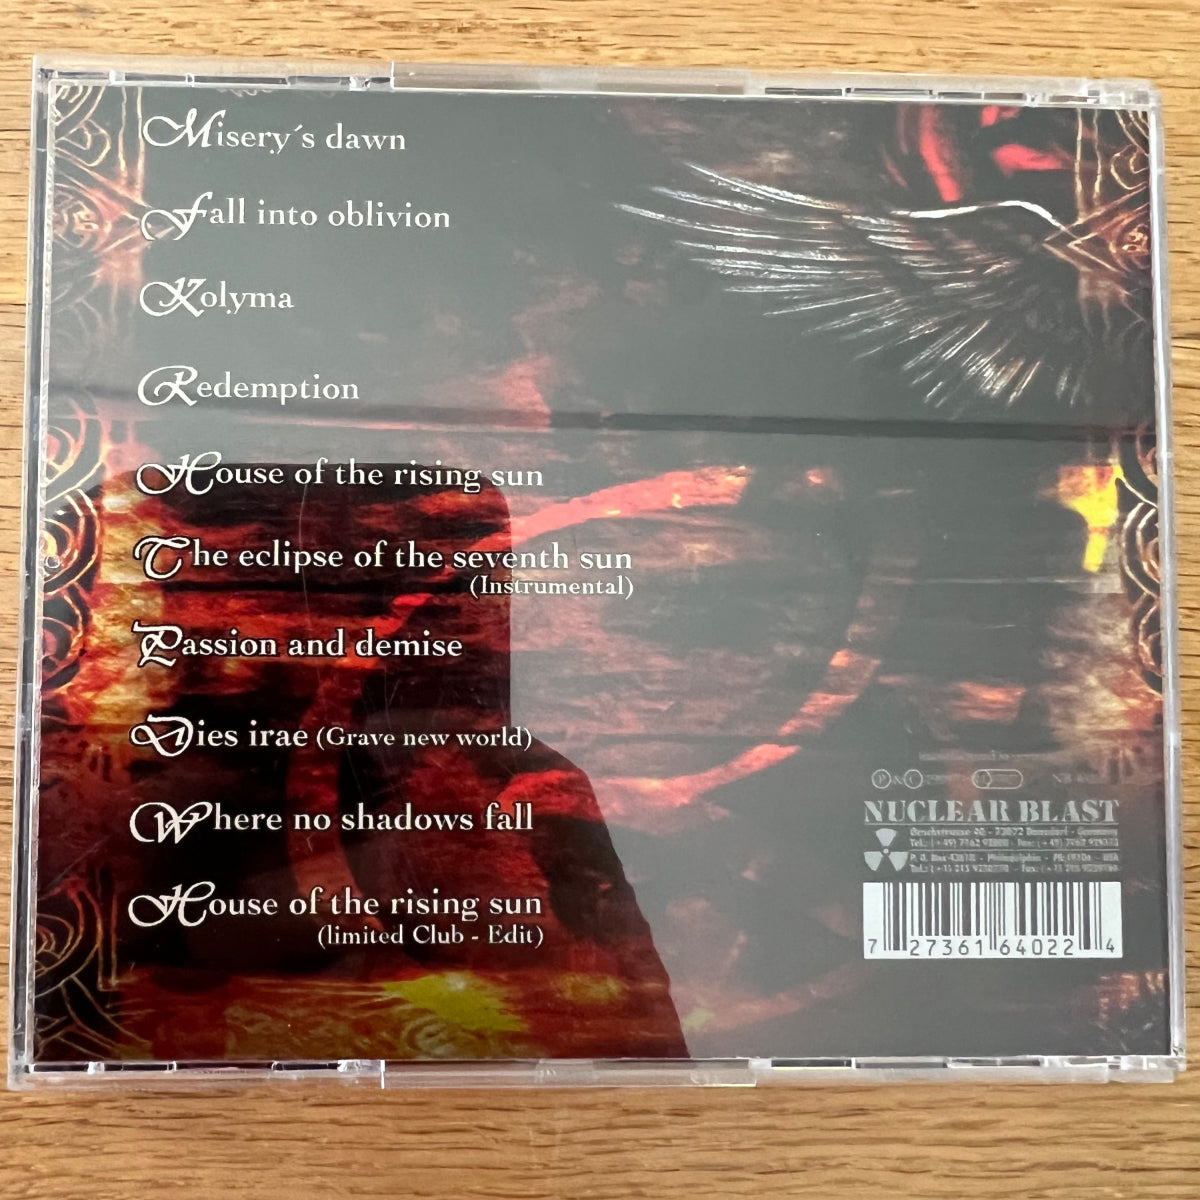 Misery´s dawn
Fall into oblivion
Kolyma
Redemption
House of the rising sun
The eclipse of the seventh sun
(Instrumental)
Passion and demise
Dies irae (Grave new world)
Where no shadows fall
House of the rising sun
(limited Club - Edit)
NUCLEAR BLAST
7 27361 64022 4